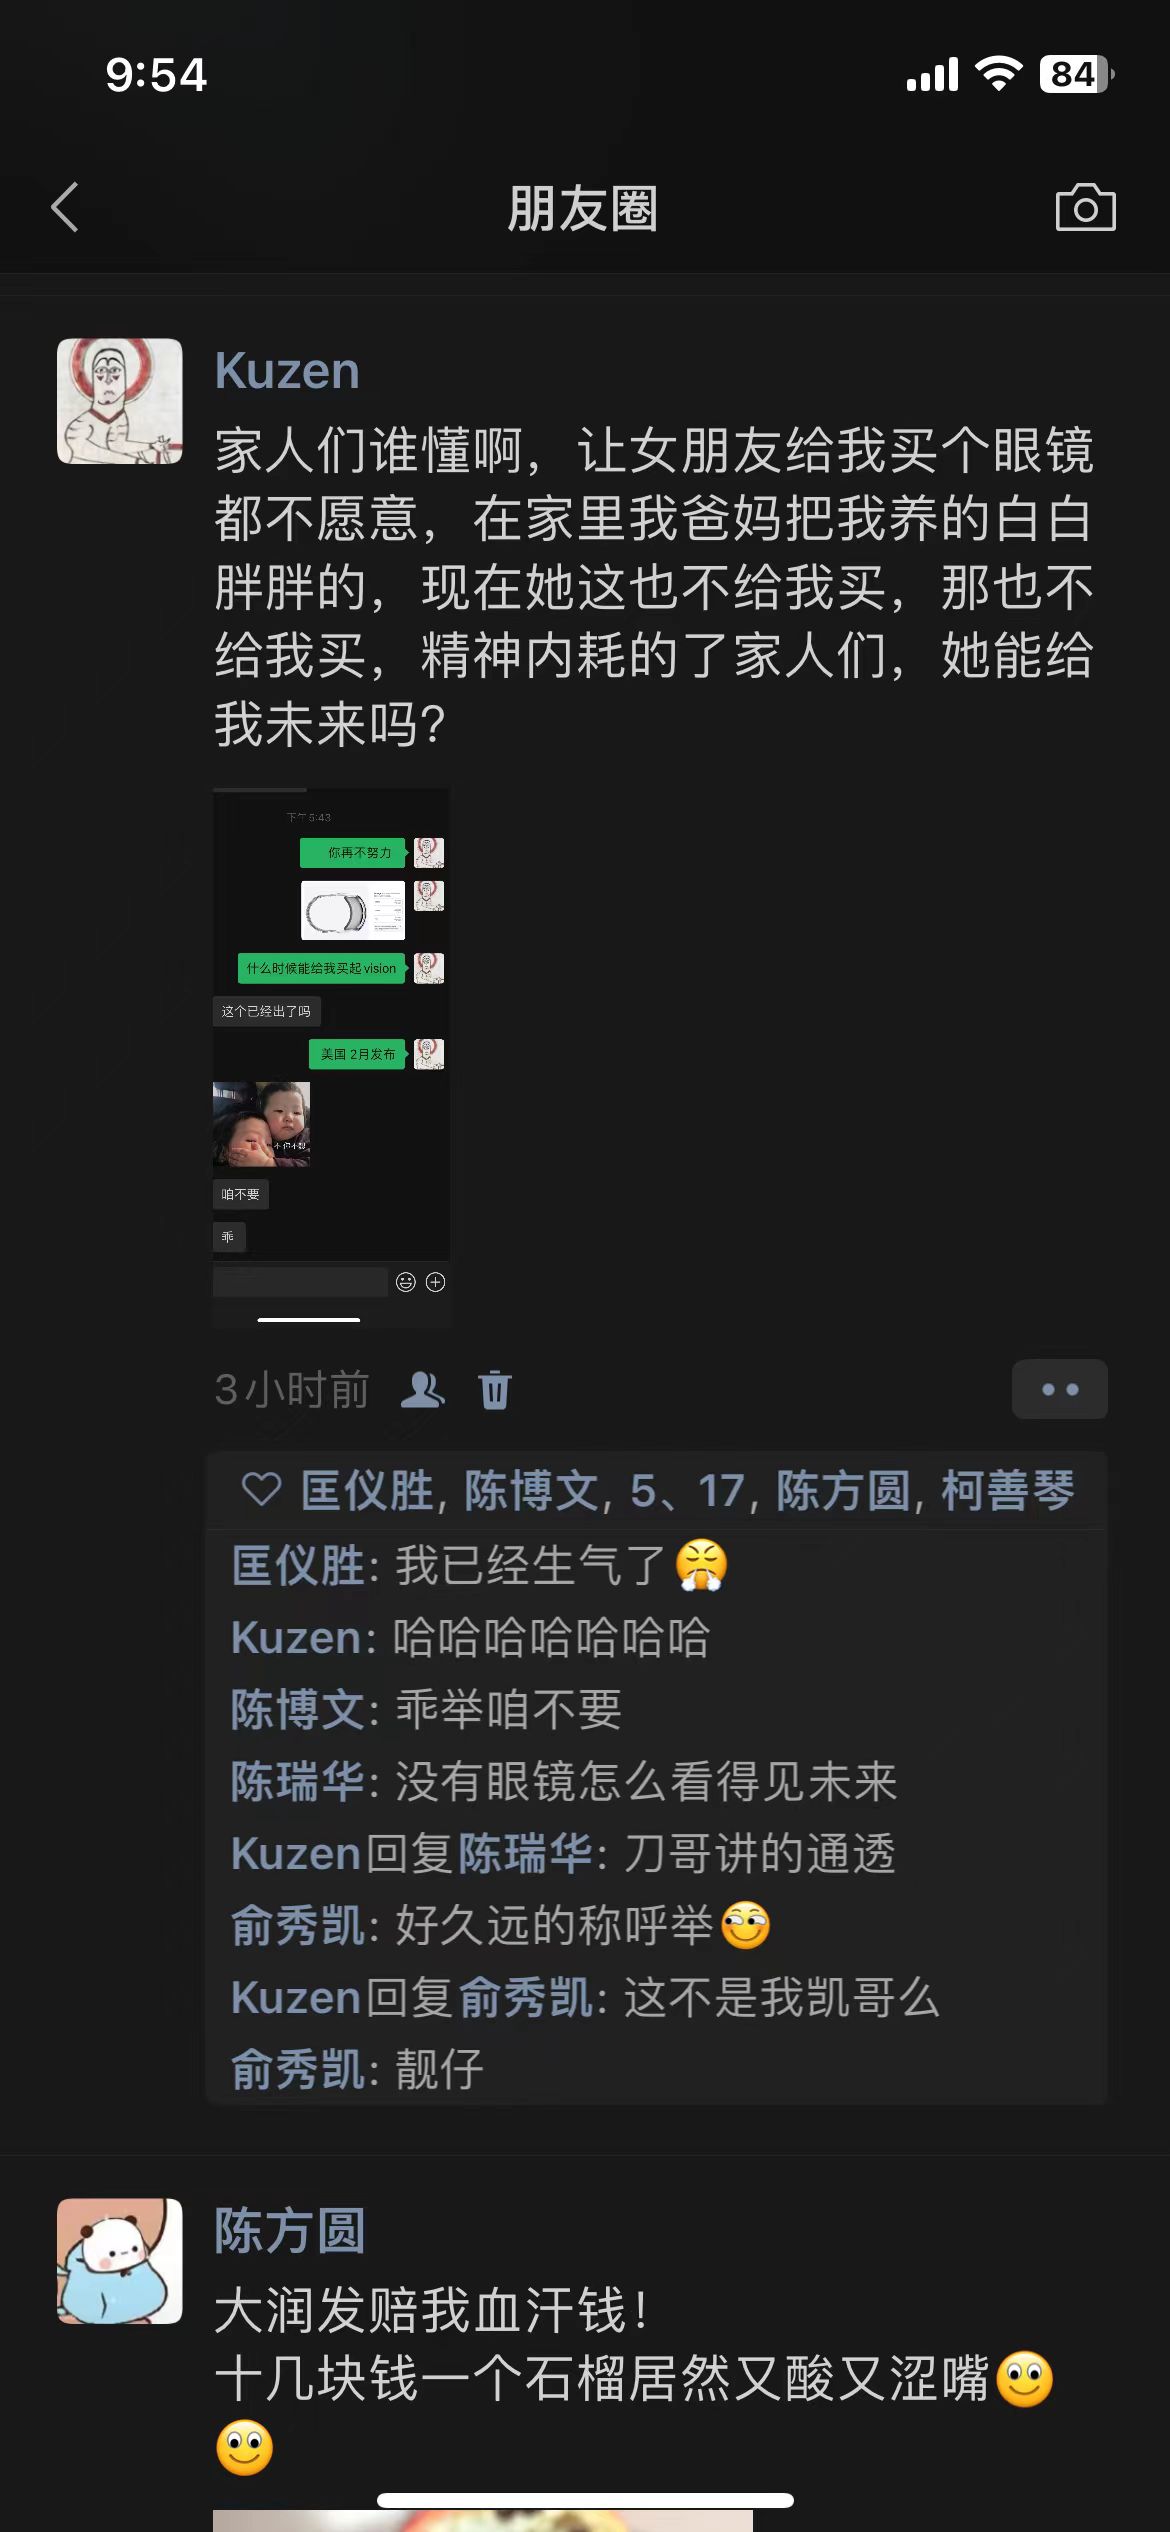 9:54
84
朋友圈
Kuzen
家人们谁懂啊，让女朋友给我买个眼镜
都不愿意，在家里我爸妈把我养的白白
胖胖的，现在她这也不给我买，那也不
给我买，精神内耗的了家人们，她能给
我未来吗？
下午5:43
你再不努力
什么时候能给我买起vision
这个已经出了吗
美国 2月发布
咱不要
乖
3小时前
匡仪胜, 陈博文, 5、17, 陈方圆, 柯善琴
匡仪胜: 我已经生气了
Kuzen: 哈哈哈哈哈哈哈
陈博文: 乖举咱不要
陈瑞华: 没有眼镜怎么看得见未来
Kuzen回复陈瑞华: 刀哥讲的通透
俞秀凯: 好久远的称呼举
Kuzen回复俞秀凯: 这不是我凯哥么
俞秀凯: 靓仔
陈方圆
大润发赔我血汗钱！
十几块钱一个石榴居然又酸又涩嘴